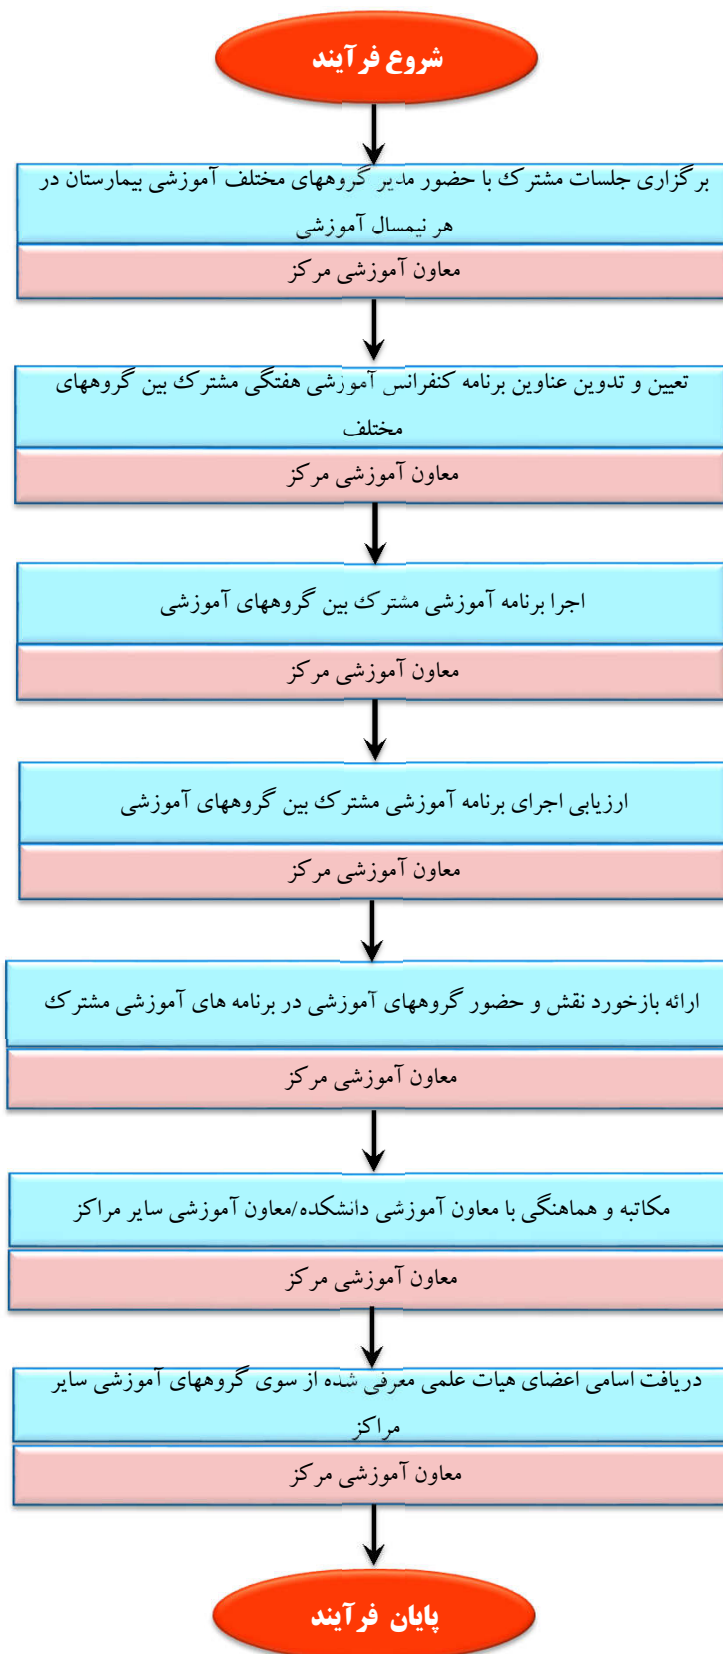 شروع فرآیند
برگزاری جلسات مشترک با حضور مدیر گروههای مختلف آموزشی بیمارستان در
هر نیمسال آموزشی
معاون آموزشی مرکز
تعیین و تدوین عناوین برنامه کنفرانس آموزشی هفتگی مشترک بین گروههای
مختلف
معاون آموزشی مرکز
اجرا برنامه آموزشی مشترک بین گروههای آموزشی
معاون آموزشی مرکز
ارزیابی اجرای برنامه آموزشی مشترک بین گروههای آموزشی
معاون آموزشی مرکز
ارائه بازخورد نقش و حضور گروههای آموزشی در برنامه های آموزشی مشترک
معاون آموزشی مرکز
مکاتبه و هماهنگی با معاون آموزشی دانشکده/معاون آموزشی سایر مراکز
معاون آموزشی مرکز
دریافت اسامی اعضای هیات علمی معرفی شده از سوی گروههای آموزشی سایر
مراکز
معاون آموزشی مرکز
پایان فرآیند